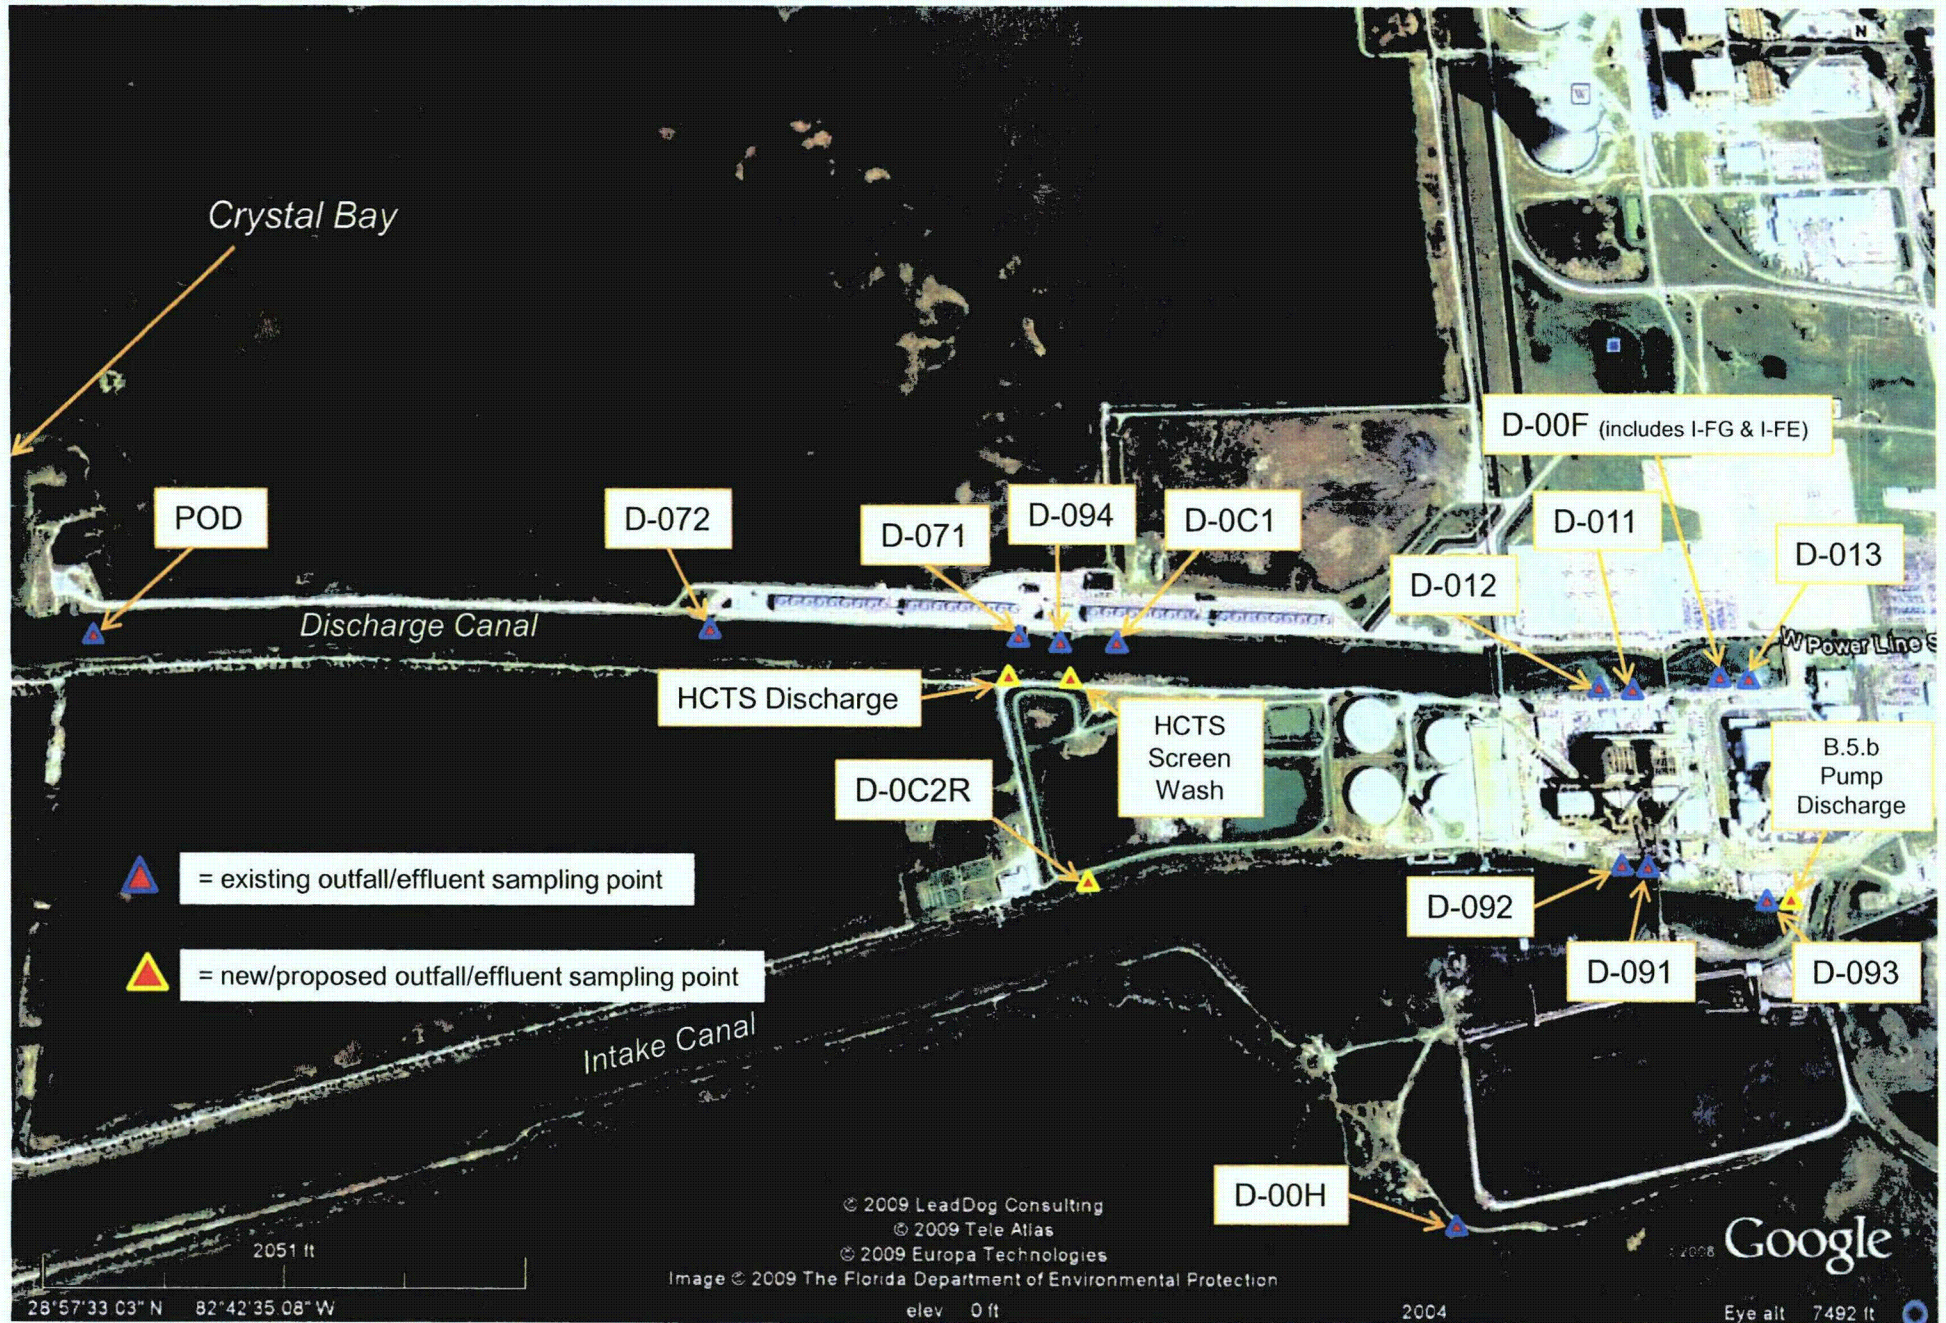 N
W
Crystal Bay
D-00F (includes I-FG & I-FE)
POD
D-072
D-071
D-094
D-0C1
D-012
D-011
D-013
Discharge Canal
W Power Line S
HCTS Discharge
HCTS
Screen
Wash
B.5.b
Pump
Discharge
D-0C2R
= existing outfall/effluent sampling point
D-092
D-091
D-093
= new/proposed outfall/effluent sampling point
Intake Canal
D-00H
© 2009 LeadDog Consulting
© 2009 Tele Atlas
© 2009 Europa Technologies
Image © 2009 The Florida Department of Environmental Protection
2051 ft
©2008 Google
28°57'33.03" N 82°42'35.08" W elev 0 ft 2004 Eye alt 7492 ft